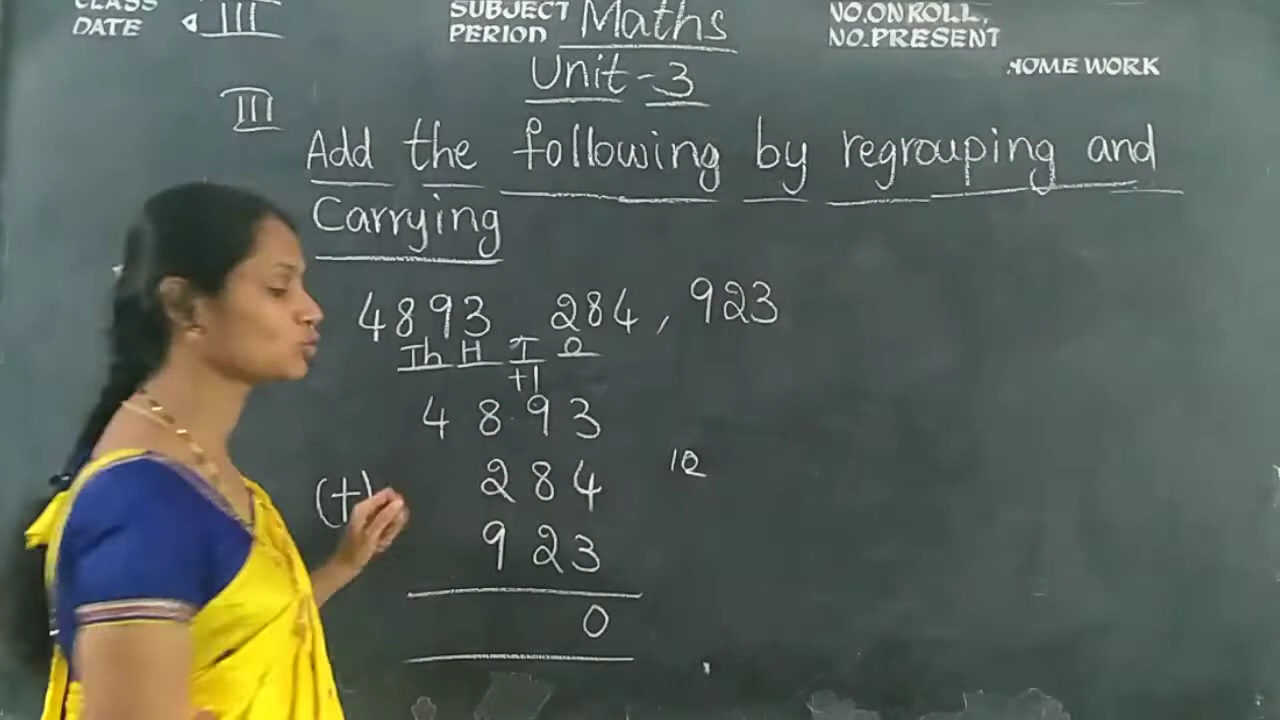 CLASS III SUBJECT Maths NO.ON ROLL.
DATE PERIOD NO.PRESENT
Unit-3 HOME WORK
III
Add the following by regrouping and
Carrying
4893 284, 923
Th H T O
+1
4 8 9 3
(+) 2 8 4 10
9 2 3
0